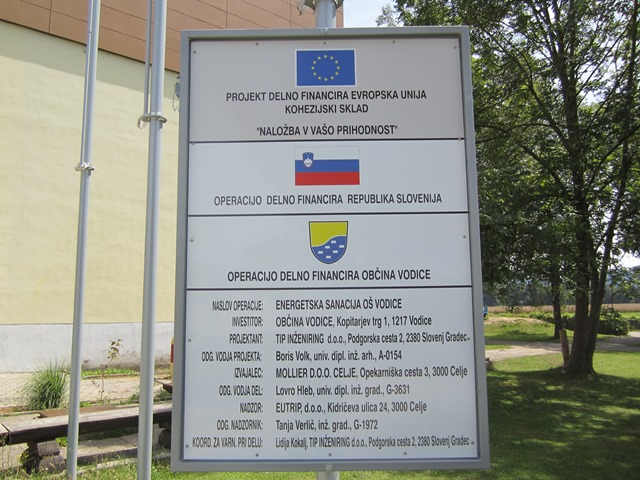 PROJEKT DELNO FINANCIRA EVROPSKA UNIJA
KOHEZIJSKI SKLAD
"NALOŽBA V VAŠO PRIHODNOST"
OPERACIJO DELNO FINANCIRA REPUBLIKA SLOVENIJA
OPERACIJO DELNO FINANCIRA OBČINA VODICE
NASLOV OPERACIJE: ENERGETSKA SANACIJA OŠ VODICE
INVESTITOR: OBČINA VODICE, Kopitarjev trg 1, 1217 Vodice
PROJEKTANT: TIP INŽENIRING d.o.o., Podgorska cesta 2, 2380 Slovenj Gradec
ODG. VODJA PROJEKTA: Boris Volk, univ. dipl. inž. arh., A-0154
IZVAJALEC: MOLLIER D.O.O. CELJE, Opekarniška cesta 3, 3000 Celje
ODG. VODJA DEL: Lovro Hleb, univ. dipl. inž. grad., G-3631
NADZOR: EUTRIP, d.o.o., Kidričeva ulica 24, 3000 Celje
ODG. NADZORNIK: Tanja Verlič, inž. grad., G-1972
KOORD. ZA VARN. PRI DELU: Lidija Kokalj, TIP INŽENIRING d.o.o., Podgorska cesta 2, 2380 Slovenj Gradec